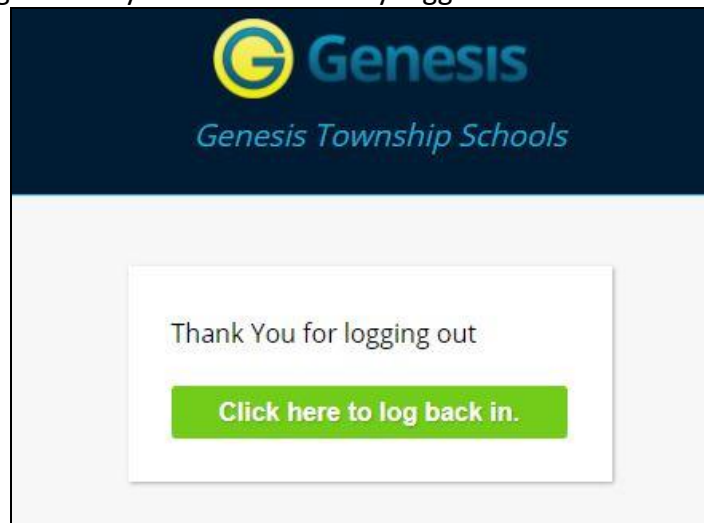 Genesis
Genesis Township Schools
Thank You for logging out
Click here to log back in.